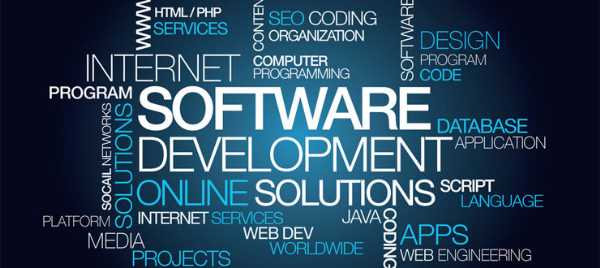 WWW
HTML / PHP
SERVICES
CONTENT
SEO CODING
ORGANIZATION
SOFTWARE
DESIGN
PROGRAM
CODE
INTERNET
COMPUTER
PROGRAMMING
PROGRAM
SOFTWARE
DEVELOPMENT
ONLINE SOLUTIONS
SOCAIL NETWORKS
SOLUTIONS
DATABASE
APPLICATION
SCRIPT
LANGUAGE
PLATFORM
MEDIA
PROJECTS
INTERNET SERVICES
WEB DEV
WORLDWIDE
JAVA
CODING
APPS
WEB ENGINEERING